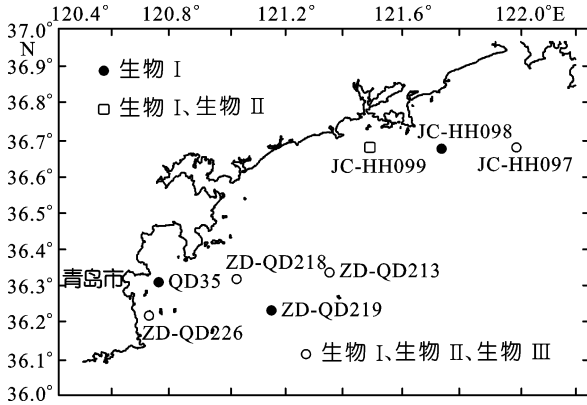 120.4° 120.8° 121.2° 121.6° 122.0°E
37.0°
N
36.9°
36.8°
36.7°
36.6°
36.5°
36.4°
36.3°
36.2°
36.1°
36.0°
生物 Ⅰ
生物 Ⅰ、生物 Ⅱ
JC-HH098
JC-HH099
JC-HH097
青岛市
QD35
ZD-QD218
ZD-QD213
ZD-QD219
ZD-QD226
生物 Ⅰ、生物 Ⅱ、生物 Ⅲ